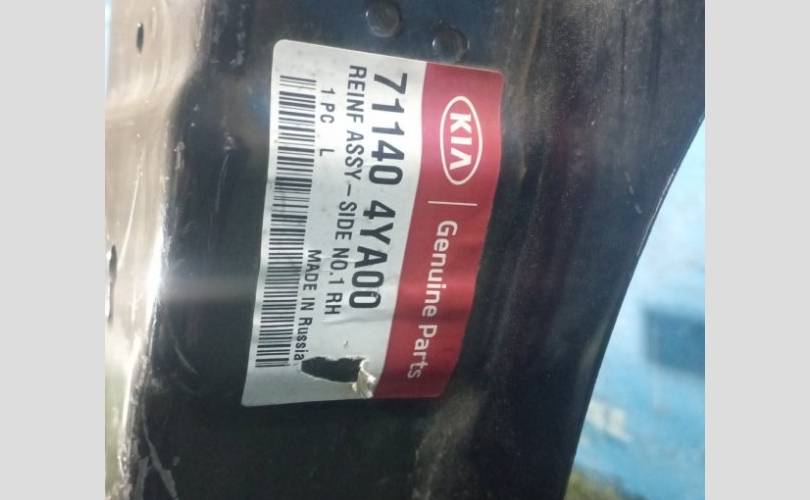 KIA | Genuine Parts
71140 4YA00
REINF ASSY-SIDE NO.1 RH
1 PC L
MADE IN Russia